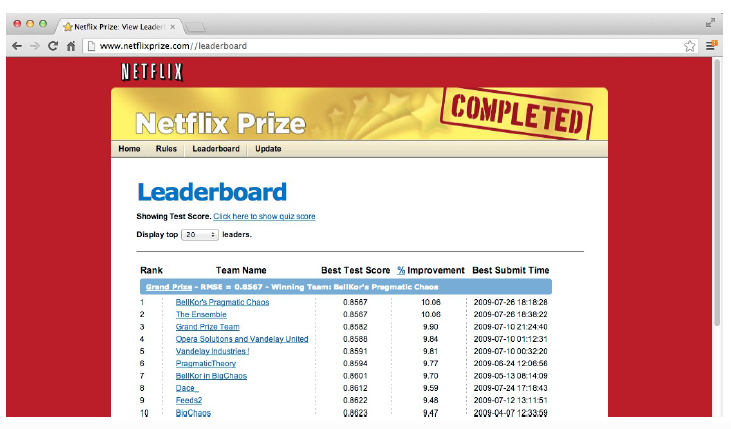 Netflix Prize: View Leader
www.netflixprize.com//leaderboard
NETFLIX
Netflix Prize
COMPLETED
Home Rules Leaderboard Update
Leaderboard
Showing Test Score. Click here to show quiz score
Display top 20 leaders.
Rank Team Name Best Test Score % Improvement Best Submit Time
Grand Prize - RMSE = 0.8567 - Winning Team: BellKor's Pragmatic Chaos
1 BellKor's Pragmatic Chaos 0.8567 10.06 2009-07-26 18:18:28
2 The Ensemble 0.8567 10.06 2009-07-26 18:38:22
3 Grand Prize Team 0.8582 9.90 2009-07-10 21:24:40
4 Opera Solutions and Vandelay United 0.8588 9.84 2009-07-10 01:12:31
5 Vandelay Industries ! 0.8591 9.81 2009-07-10 00:32:20
6 PragmaticTheory 0.8594 9.77 2009-06-24 12:06:56
7 BellKor in BigChaos 0.8601 9.70 2009-05-13 08:14:09
8 Dace_ 0.8612 9.59 2009-07-24 17:18:43
9 Feeds2 0.8622 9.48 2009-07-12 13:11:51
10 BigChaos 0.8623 9.47 2009-04-07 12:33:59